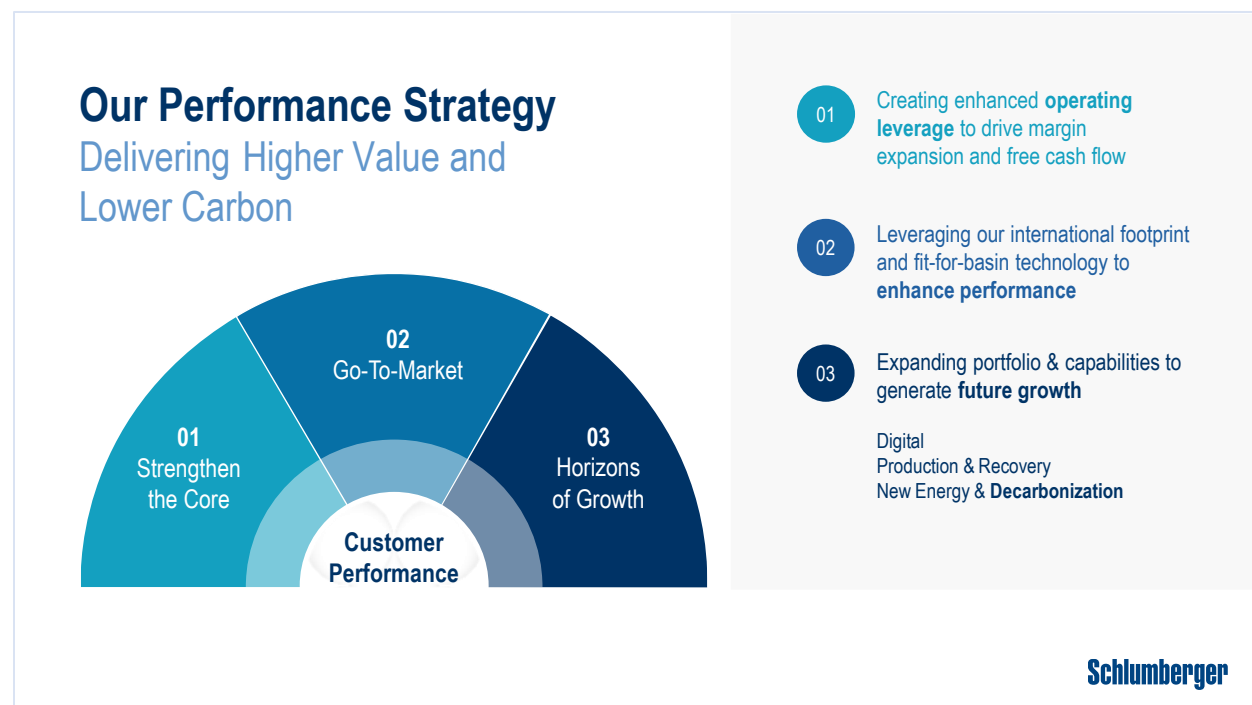 Our Performance Strategy
Delivering Higher Value and
Lower Carbon
01
Strengthen
the Core
02
Go-To-Market
03
Horizons
of Growth
Customer
Performance
01
Creating enhanced operating
leverage to drive margin
expansion and free cash flow
02
Leveraging our international footprint
and fit-for-basin technology to
enhance performance
03
Expanding portfolio & capabilities to
generate future growth
Digital
Production & Recovery
New Energy & Decarbonization
Schlumberger